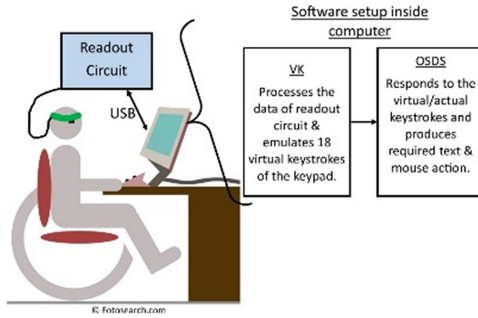 Software setup inside
computer
Readout
Circuit
USB
VK
Processes the
data of readout
circuit &
emulates 18
virtual keystrokes
of the keypad.
OSDS
Responds to the
virtual/actual
keystrokes and
produces
required text &
mouse action.
© Fotosearch.com